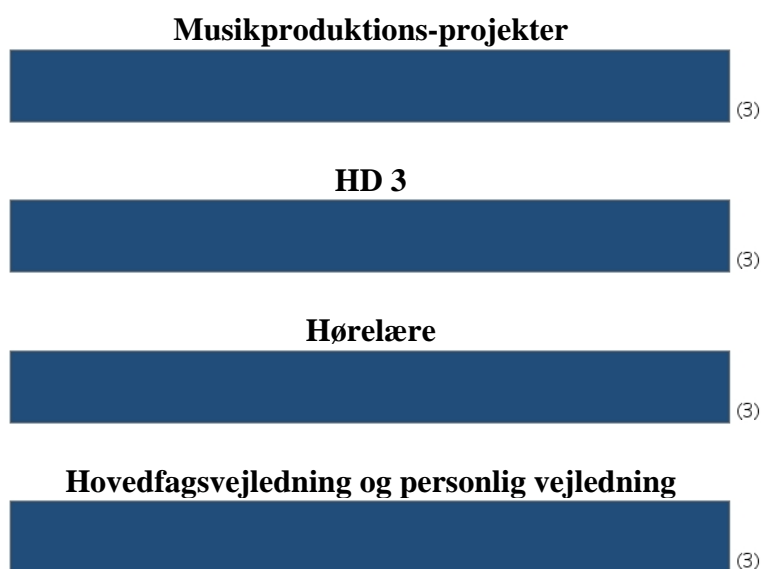 Musikproduktions-projekter
(3)
HD 3
(3)
Hørelære
(3)
Hovedfagsvejledning og personlig vejledning
(3)